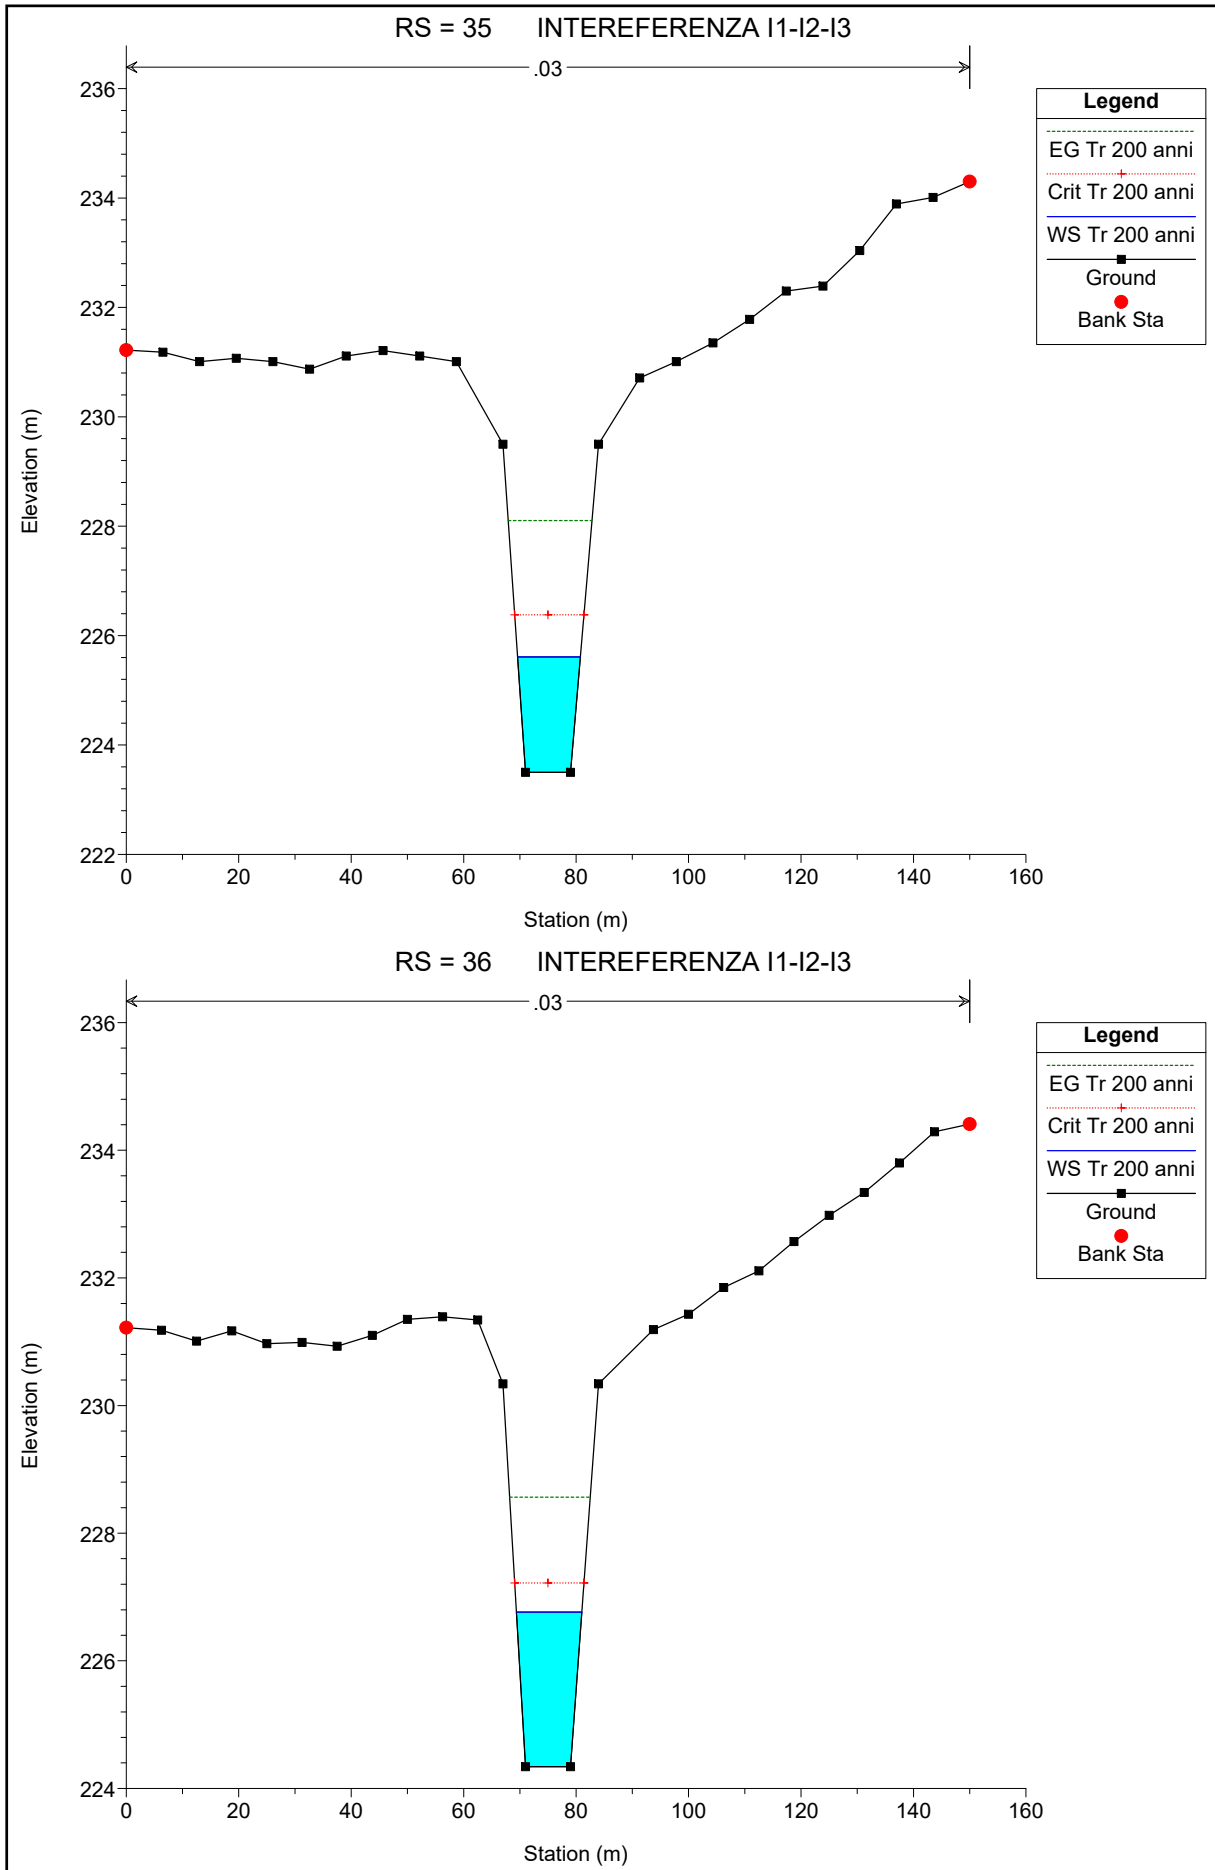 RS = 35 INTEREFERENZA I1-I2-I3
.03
236
234
232
230
228
226
224
222
Elevation (m)
0 20 40 60 80 100 120 140 160
Station (m)
Legend
EG Tr 200 anni
Crit Tr 200 anni
WS Tr 200 anni
Ground
Bank Sta
RS = 36 INTEREFERENZA I1-I2-I3
.03
236
234
232
230
228
226
224
Elevation (m)
0 20 40 60 80 100 120 140 160
Station (m)
Legend
EG Tr 200 anni
Crit Tr 200 anni
WS Tr 200 anni
Ground
Bank Sta